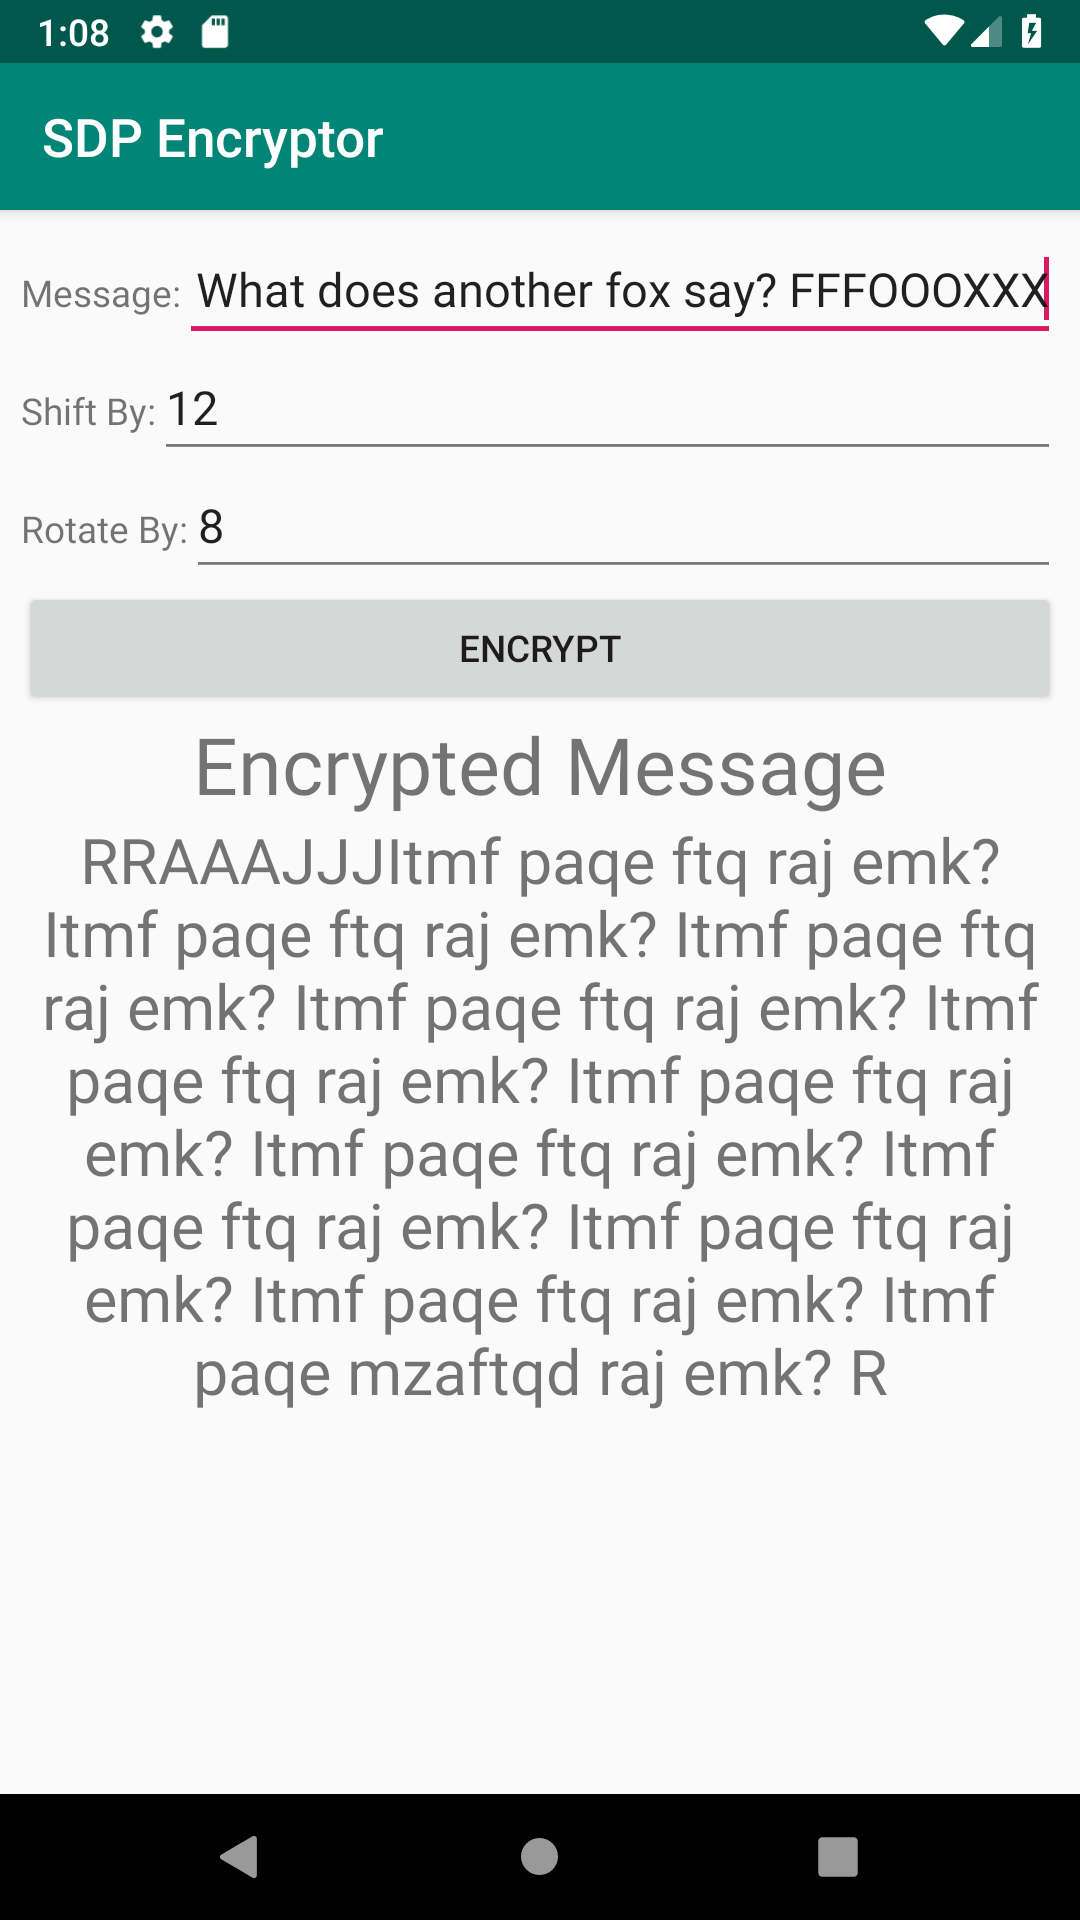 1:08
SDP Encryptor
Message: What does another fox say? FFFOOOXXX
Shift By: 12
Rotate By: 8
ENCRYPT
Encrypted Message
RRAAAJJJItmf paqe ftq raj emk?
Itmf paqe ftq raj emk? Itmf paqe ftq
raj emk? Itmf paqe ftq raj emk? Itmf
paqe ftq raj emk? Itmf paqe ftq raj
emk? Itmf paqe ftq raj emk? Itmf
paqe ftq raj emk? Itmf paqe ftq raj
emk? Itmf paqe ftq raj emk? Itmf
paqe mzaftqd raj emk? R